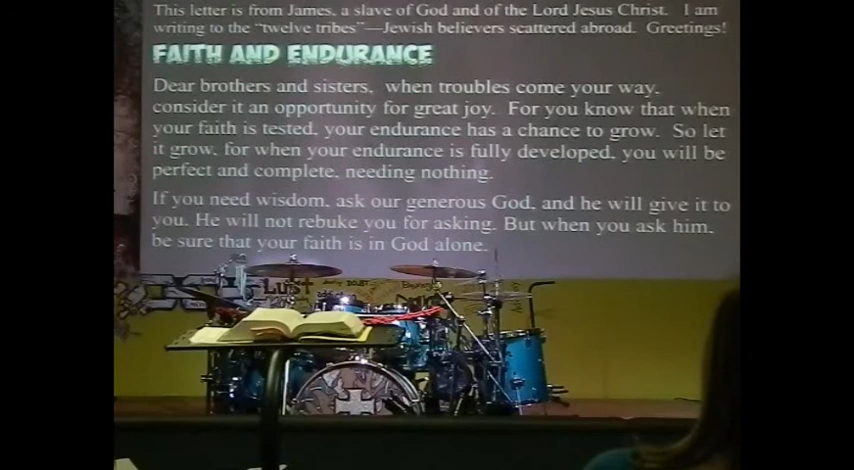 This letter is from James, a slave of God and of the Lord Jesus Christ. I am
writing to the "twelve tribes"—Jewish believers scattered abroad. Greetings!
FAITH AND ENDURANCE
Dear brothers and sisters, when troubles come your way,
consider it an opportunity for great joy. For you know that when
your faith is tested, your endurance has a chance to grow. So let
it grow, for when your endurance is fully developed, you will be
perfect and complete, needing nothing.
If you need wisdom, ask our generous God, and he will give it to
you. He will not rebuke you for asking. But when you ask him,
be sure that your faith is in God alone.
LUST